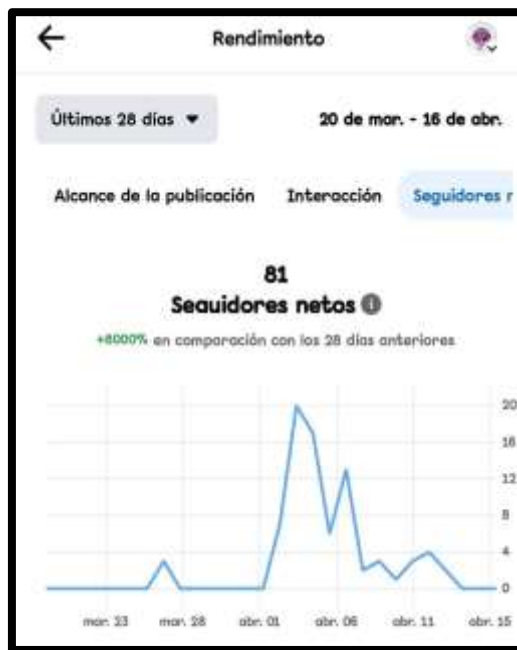 Rendimiento
Últimos 28 días 20 de mar. - 16 de abr.
Alcance de la publicación Interacción Seguidores r
81
Seguidores netos
+8000% en comparación con los 28 días anteriores
20
16
12
8
4
0
mar. 23 mar. 28 abr. 01 abr. 06 abr. 11 abr. 15